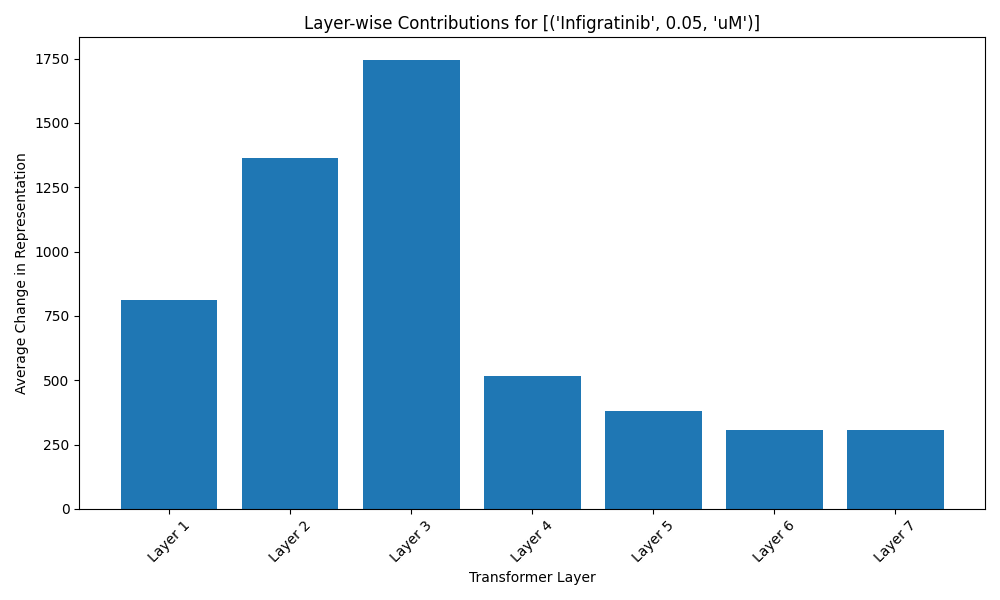 Layer-wise Contributions for [('Infigratinib', 0.05, 'uM')]
Average Change in Representation
1750
1500
1250
1000
750
500
250
0
Layer 1
Layer 2
Layer 3
Layer 4
Layer 5
Layer 6
Layer 7
Transformer Layer